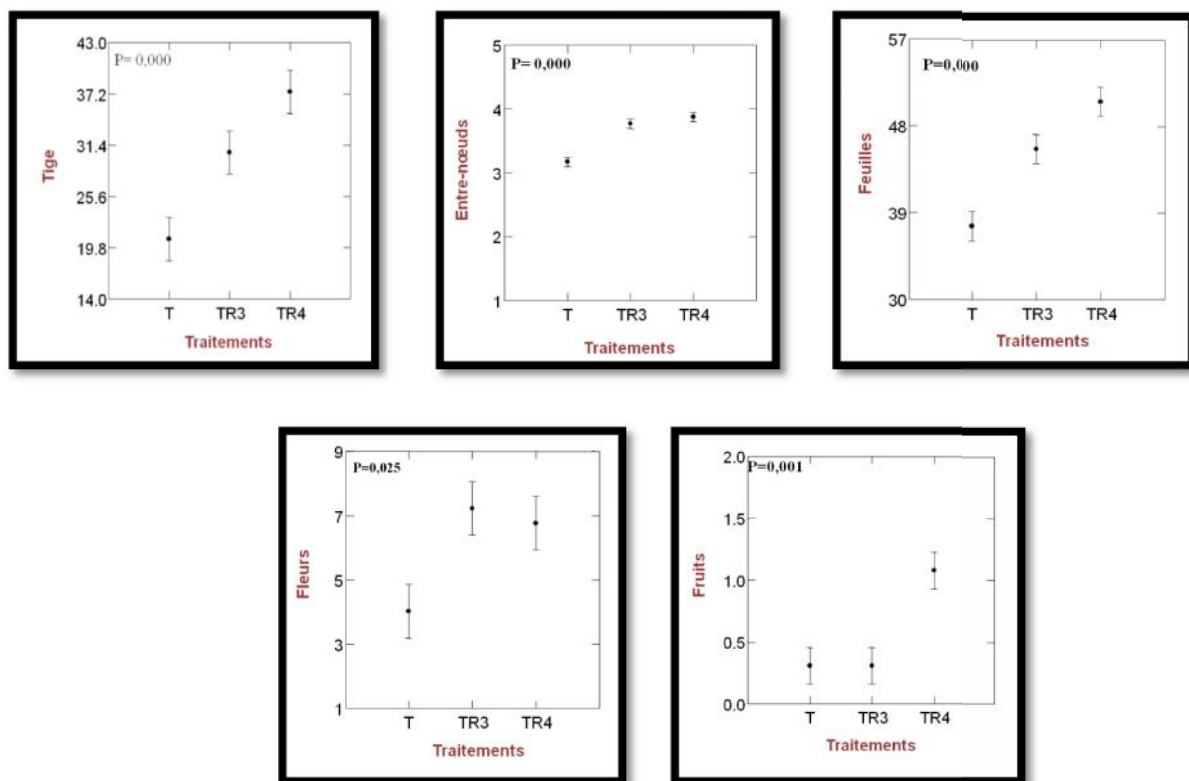 43.0
P= 0,000
37.2
31.4
25.6
19.8
14.0
Tige
T TR3 TR4
Traitements
5
P= 0,000
4
3
2
1
Entre-nœuds
T TR3 TR4
Traitements
57
P=0,000
48
39
30
Feuilles
T TR3 TR4
Traitements
9
P=0,025
7
5
3
1
Fleurs
T TR3 TR4
Traitements
2.0
P=0,001
1.5
1.0
0.5
0.0
Fruits
T TR3 TR4
Traitements